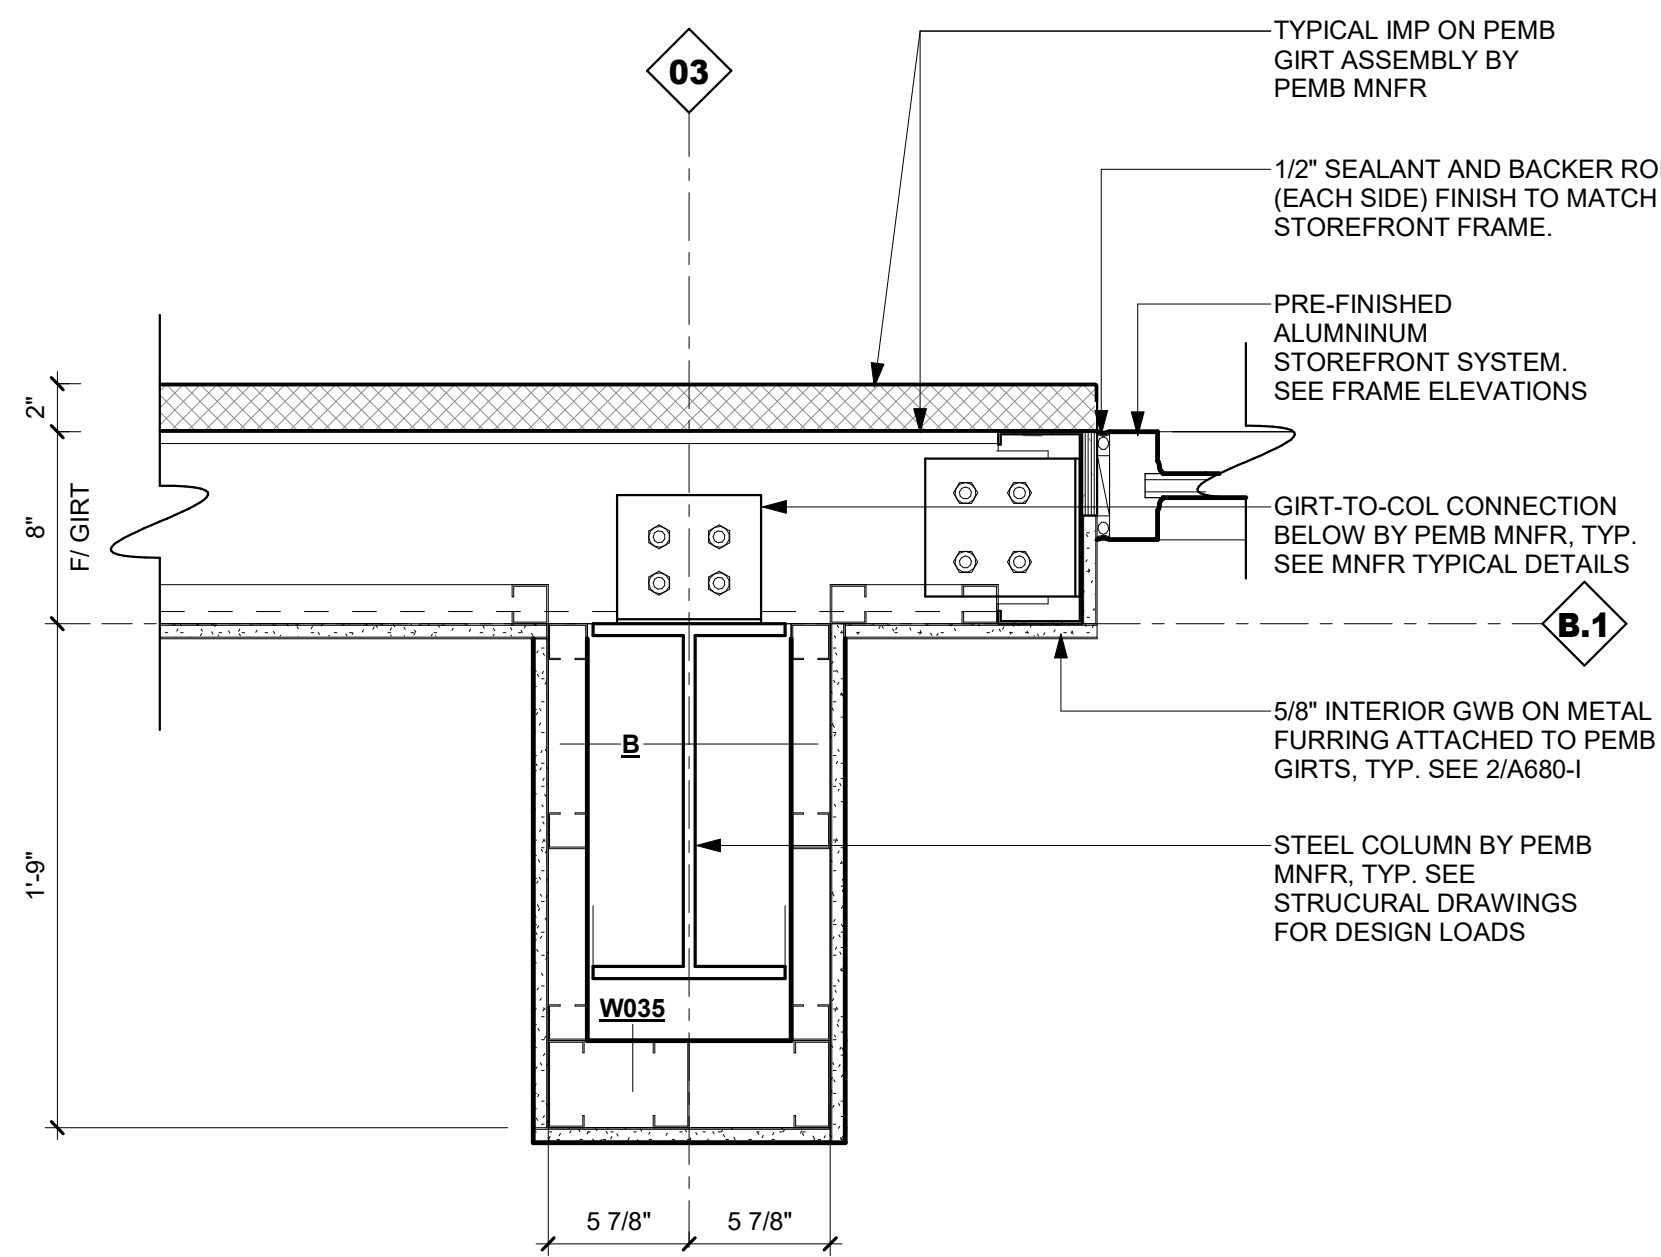 03
TYPICAL IMP ON PEMB
GIRT ASSEMBLY BY
PEMB MNFR
1/2" SEALANT AND BACKER
(EACH SIDE) FINISH TO MATCH
STOREFRONT FRAME.
PRE-FINISHED
ALUMNINUM
STOREFRONT SYSTEM.
SEE FRAME ELEVATIONS
2"
8"
F/ GIRT
GIRT-TO-COL CONNECTION
BELOW BY PEMB MNFR, TYP.
SEE MNFR TYPICAL DETAILS
B.1
5/8" INTERIOR GWB ON METAL
FURRING ATTACHED TO PEMB
GIRTS, TYP. SEE 2/A680-I
B
1'-9"
STEEL COLUMN BY PEMB
MNFR, TYP. SEE
STRUCURAL DRAWINGS
FOR DESIGN LOADS
W035
5 7/8"
5 7/8"